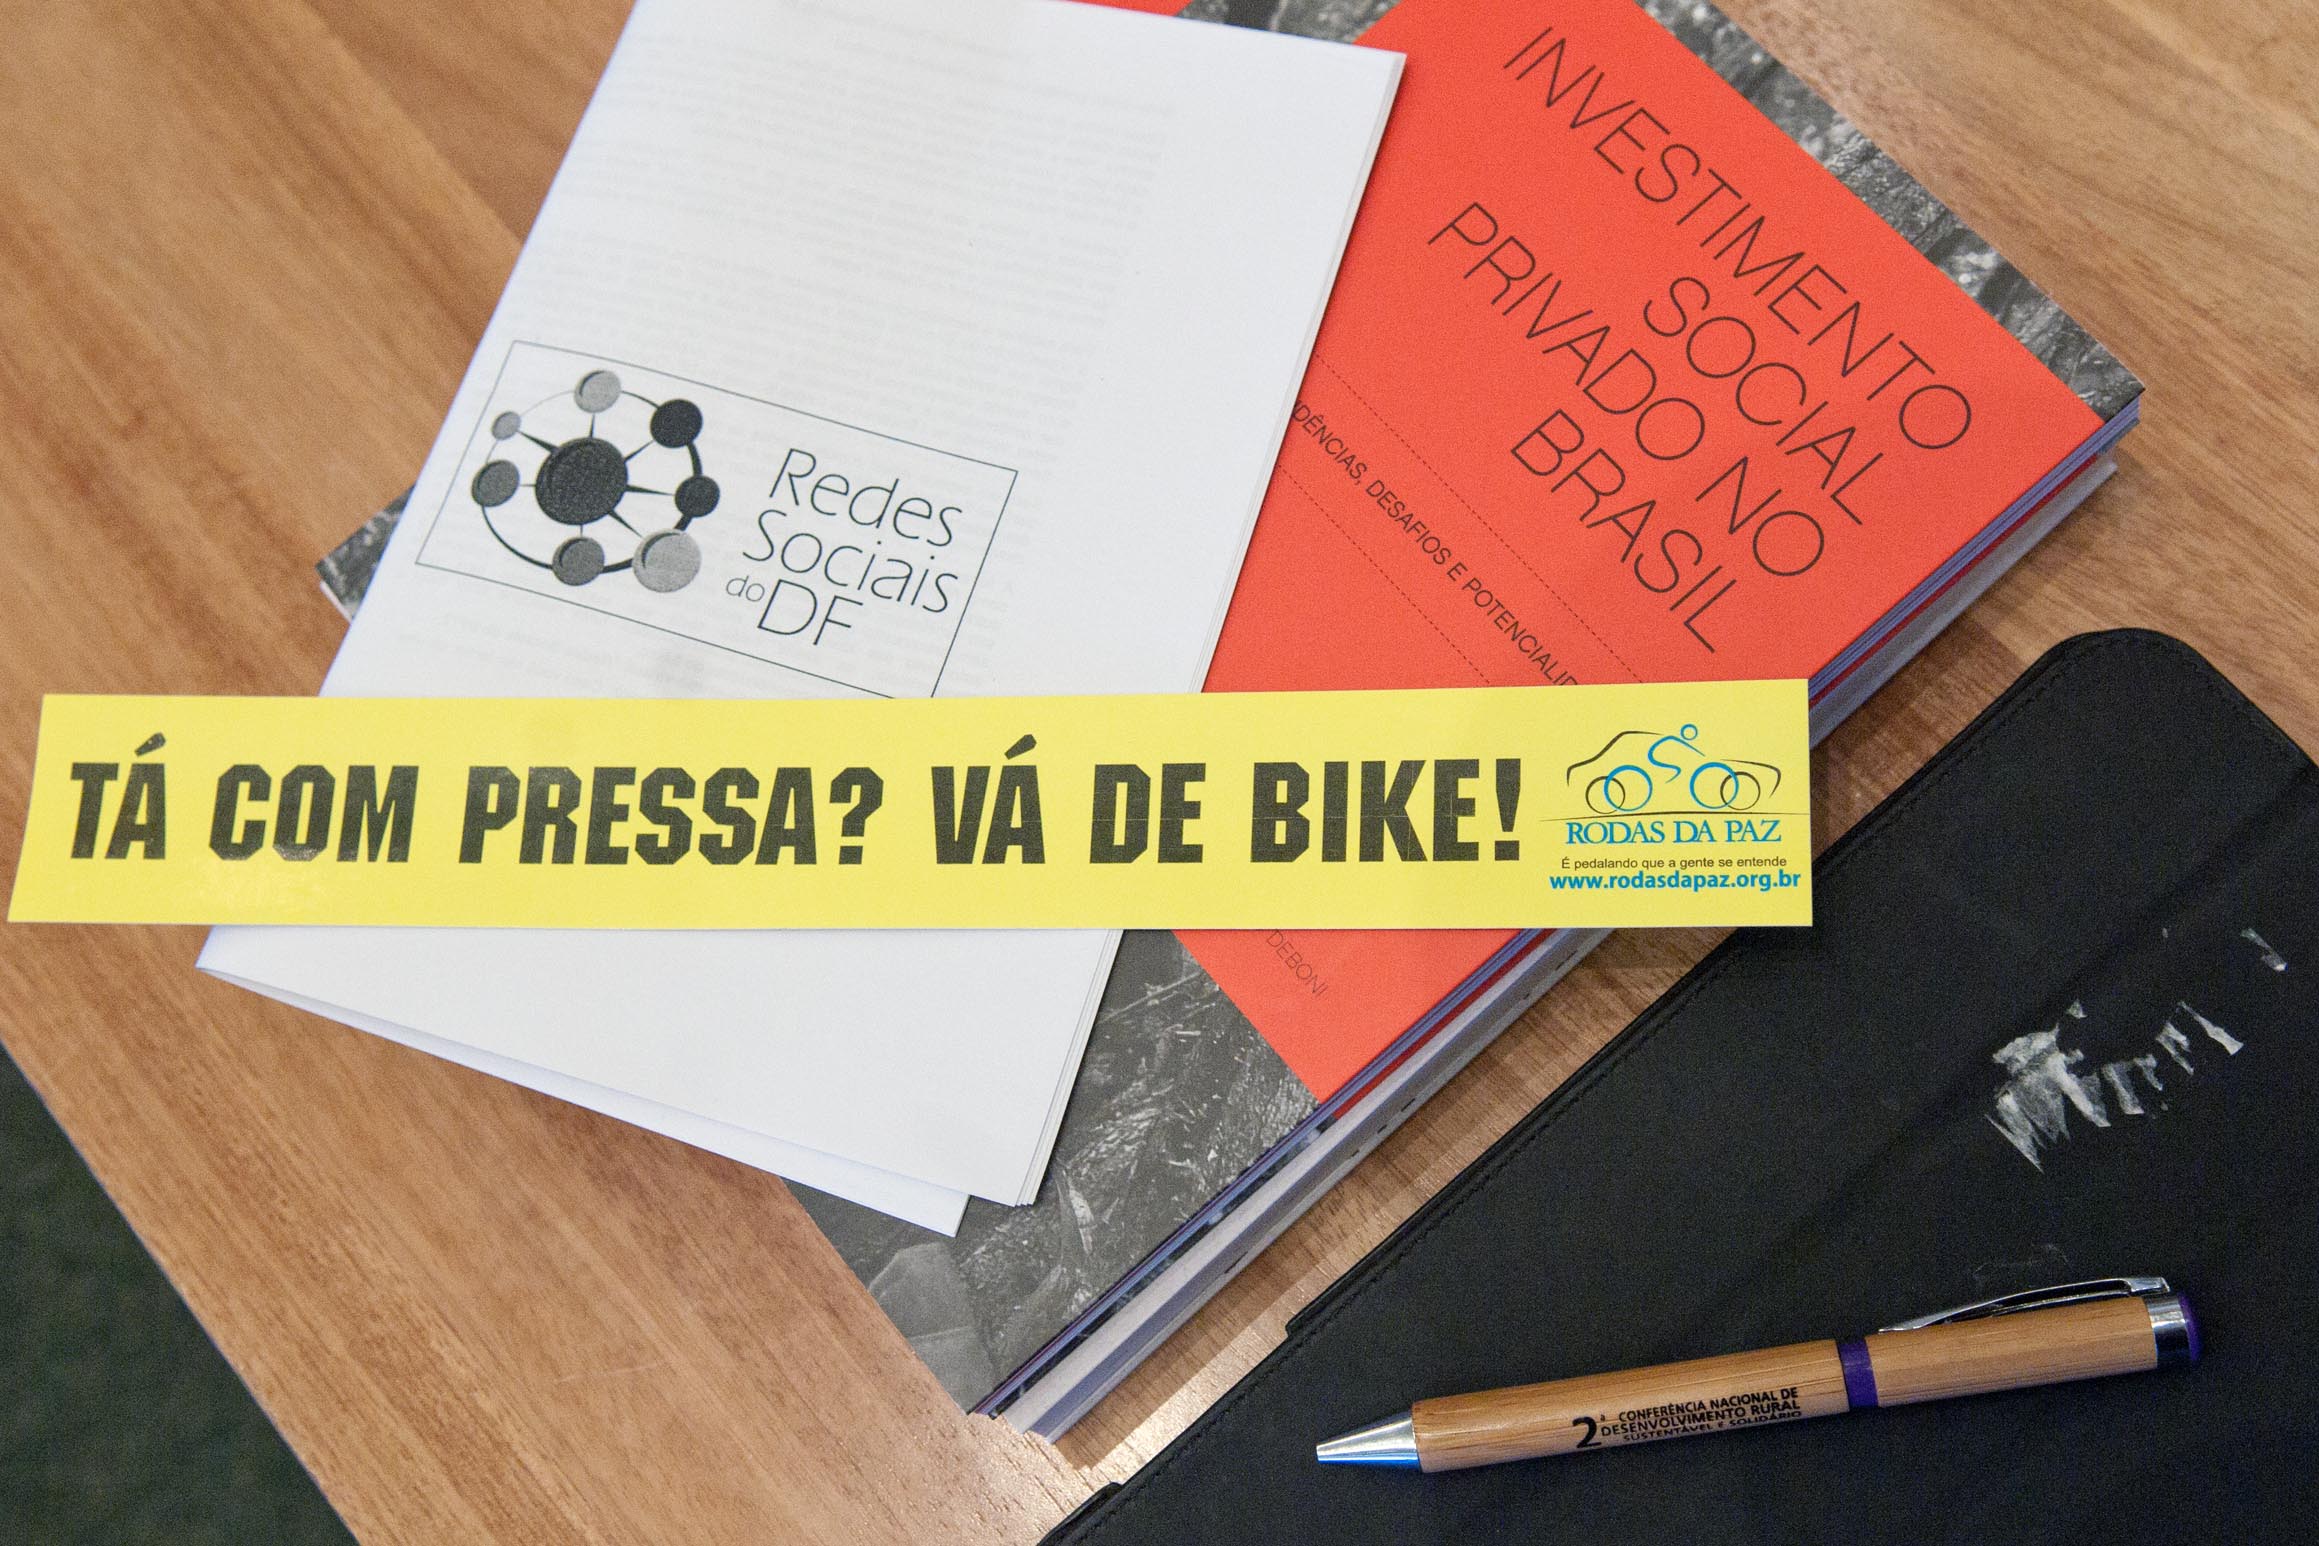 INVESTIMENTO
SOCIAL
PRIVADO NO
BRASIL
DESAFIOS E
DEBONI
Redes
Sociais
do
DF
TÁ COM PRESSA? VÁ DE BIKE!
RODAS DA PAZ
É pedalando que a gente se entende
www.rodasdapaz.org.br
2ª CONFERÊNCIA NACIONAL DE
DESENVOLVIMENTO RURAL
SUSTENTÁVEL E SOLIDÁRIO